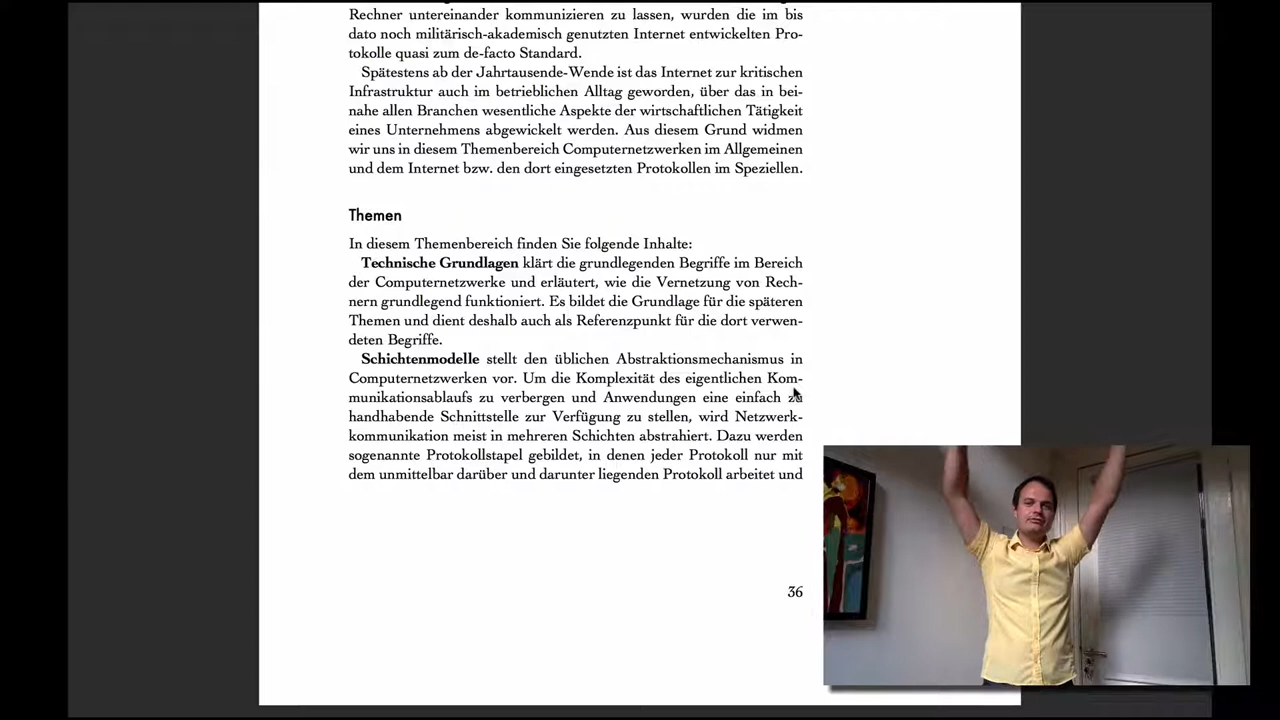 Rechner untereinander kommunizieren zu lassen, wurden die im bis
dato noch militärisch-akademisch genutzten Internet entwickelten Pro-
tokolle quasi zum de-facto Standard.
Spätestens ab der Jahrtausende-Wende ist das Internet zur kritischen
Infrastruktur auch im betrieblichen Alltag geworden, über das in bei-
nahe allen Branchen wesentliche Aspekte der wirtschaftlichen Tätigkeit
eines Unternehmens abgewickelt werden. Aus diesem Grund widmen
wir uns in diesem Themenbereich Computernetzwerken im Allgemeinen
und dem Internet bzw. den dort eingesetzten Protokollen im Speziellen.
Themen
In diesem Themenbereich finden Sie folgende Inhalte:
Technische Grundlagen klärt die grundlegenden Begriffe im Bereich
der Computernetzwerke und erläutert, wie die Vernetzung von Rech-
nern grundlegend funktioniert. Es bildet die Grundlage für die späteren
Themen und dient deshalb auch als Referenzpunkt für die dort verwen-
deten Begriffe.
Schichtenmodelle stellt den üblichen Abstraktionsmechanismus in
Computernetzwerken vor. Um die Komplexität des eigentlichen Kom-
munikationsablaufs zu verbergen und Anwendungen eine einfach zu
handhabende Schnittstelle zur Verfügung zu stellen, wird Netzwerk-
kommunikation meist in mehreren Schichten abstrahiert. Dazu werden
sogenannte Protokollstapel gebildet, in denen jeder Protokoll nur mit
dem unmittelbar darüber und darunter liegenden Protokoll arbeitet und
36